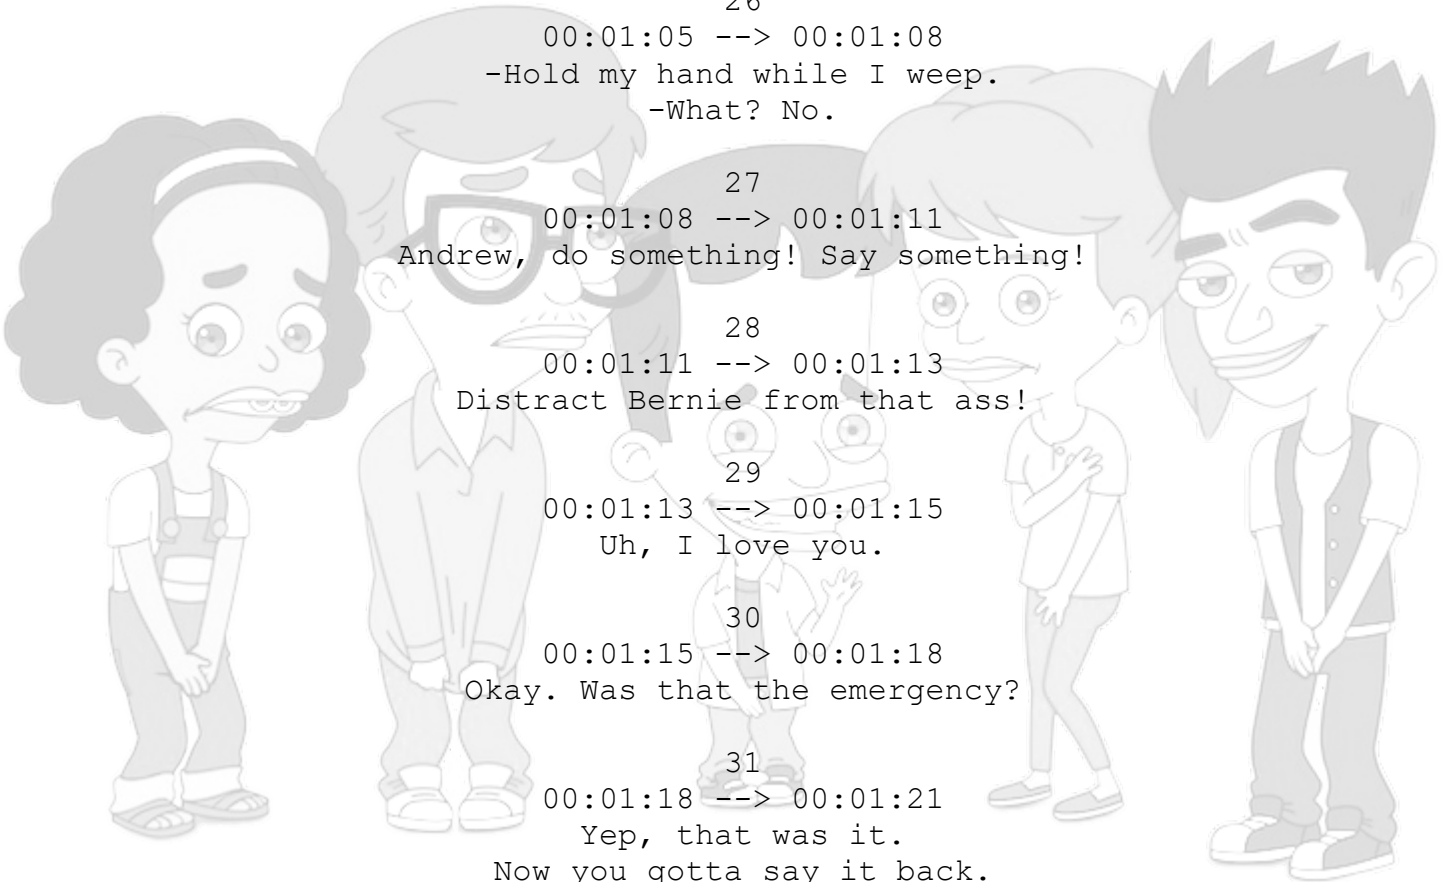 26
00:01:05 --> 00:01:08
-Hold my hand while I weep.
-What? No.
27
00:01:08 --> 00:01:11
Andrew, do something! Say something!
28
00:01:11 --> 00:01:13
Distract Bernie from that ass!
29
00:01:13 --> 00:01:15
Uh, I love you.
30
00:01:15 --> 00:01:18
Okay. Was that the emergency?
31
00:01:18 --> 00:01:21
Yep, that was it.
Now you gotta say it back.